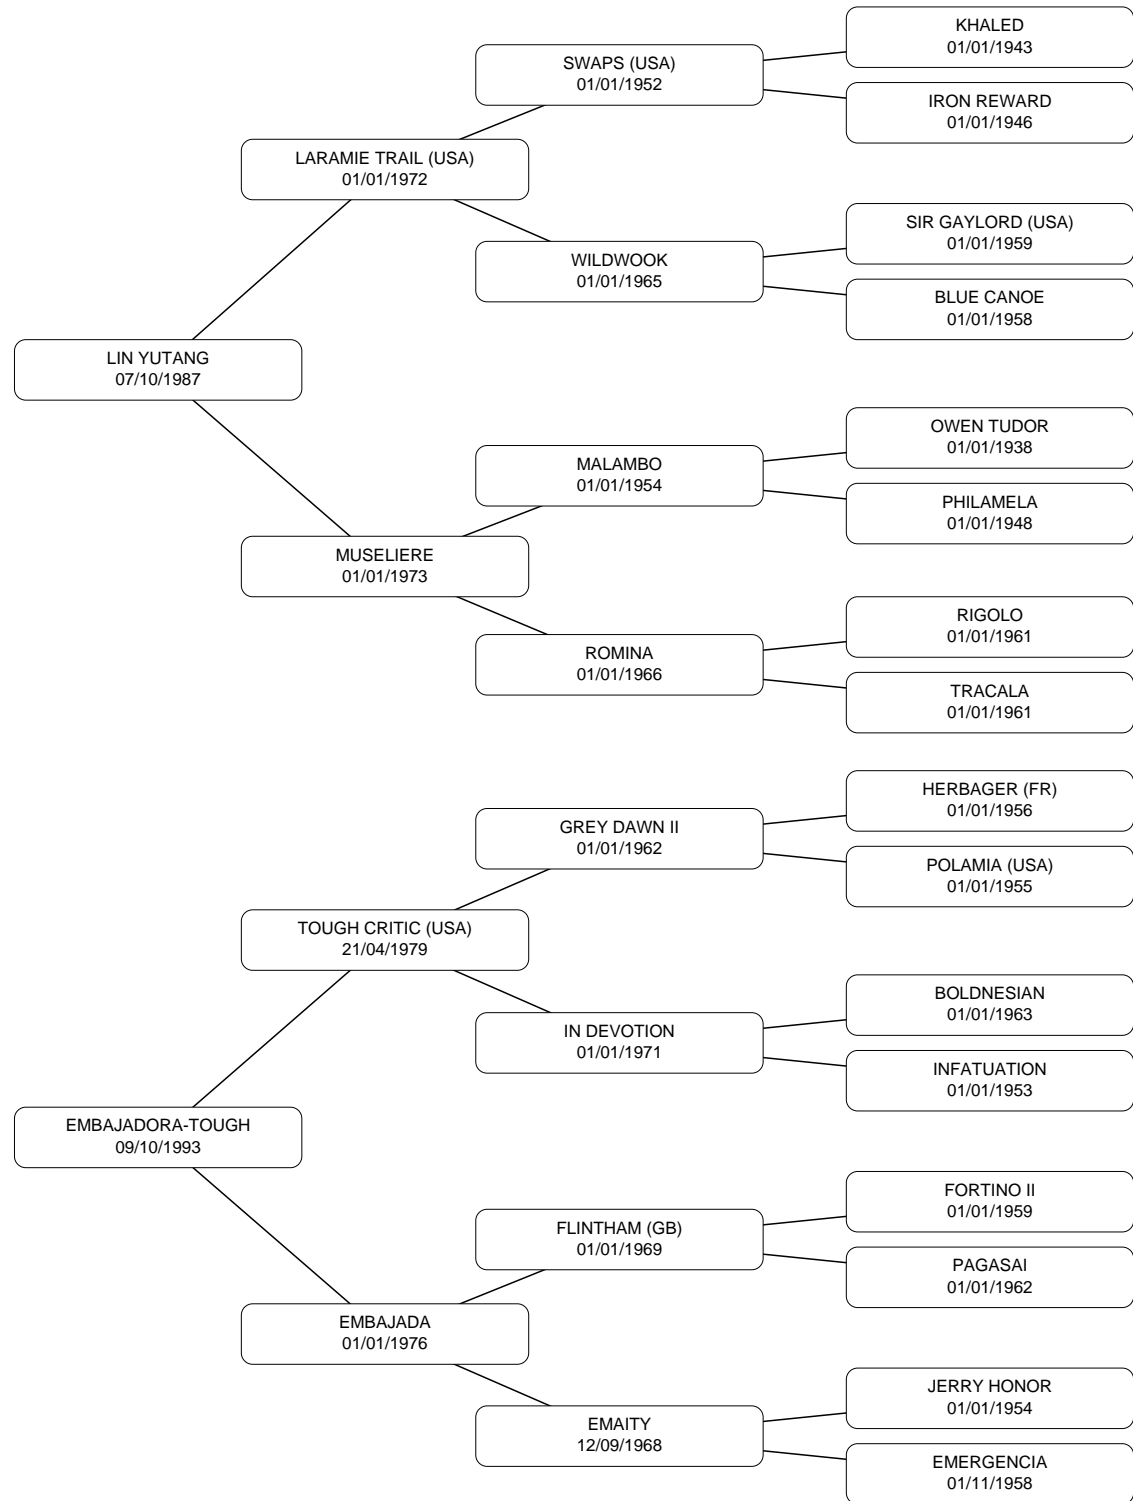 KHALED
01/01/1943
SWAPS (USA)
01/01/1952
IRON REWARD
01/01/1946
LARAMIE TRAIL (USA)
01/01/1972
SIR GAYLORD (USA)
01/01/1959
WILDWOOK
01/01/1965
BLUE CANOE
01/01/1958
LIN YUTANG
07/10/1987
OWEN TUDOR
01/01/1938
MALAMBO
01/01/1954
PHILAMELA
01/01/1948
MUSELIERE
01/01/1973
RIGOLO
01/01/1961
ROMINA
01/01/1966
TRACALA
01/01/1961
HERBAGER (FR)
01/01/1956
GREY DAWN II
01/01/1962
POLAMIA (USA)
01/01/1955
TOUGH CRITIC (USA)
21/04/1979
BOLDNESIAN
01/01/1963
IN DEVOTION
01/01/1971
INFATUATION
01/01/1953
EMBAJADORA-TOUGH
09/10/1993
FORTINO II
01/01/1959
FLINTHAM (GB)
01/01/1969
PAGASAI
01/01/1962
EMBAJADA
01/01/1976
JERRY HONOR
01/01/1954
EMAITY
12/09/1968
EMERGENCIA
01/11/1958